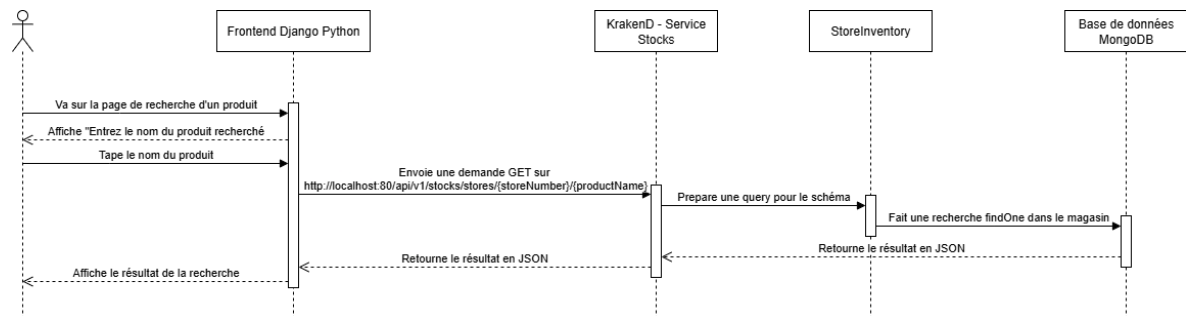 Frontend Django Python
KrakenD - Service
Stocks
StoreInventory
Base de données
MongoDB
Va sur la page de recherche d'un produit
Affiche "Entrez le nom du produit recherché
Tape le nom du produit
Envoie une demande GET sur
http://localhost:80/api/v1/stocks/stores/{storeNumber}/{productName}
Prepare une query pour le schéma
Fait une recherche findOne dans le magasin
Retourne le résultat en JSON
Retourne le résultat en JSON
Affiche le résultat de la recherche